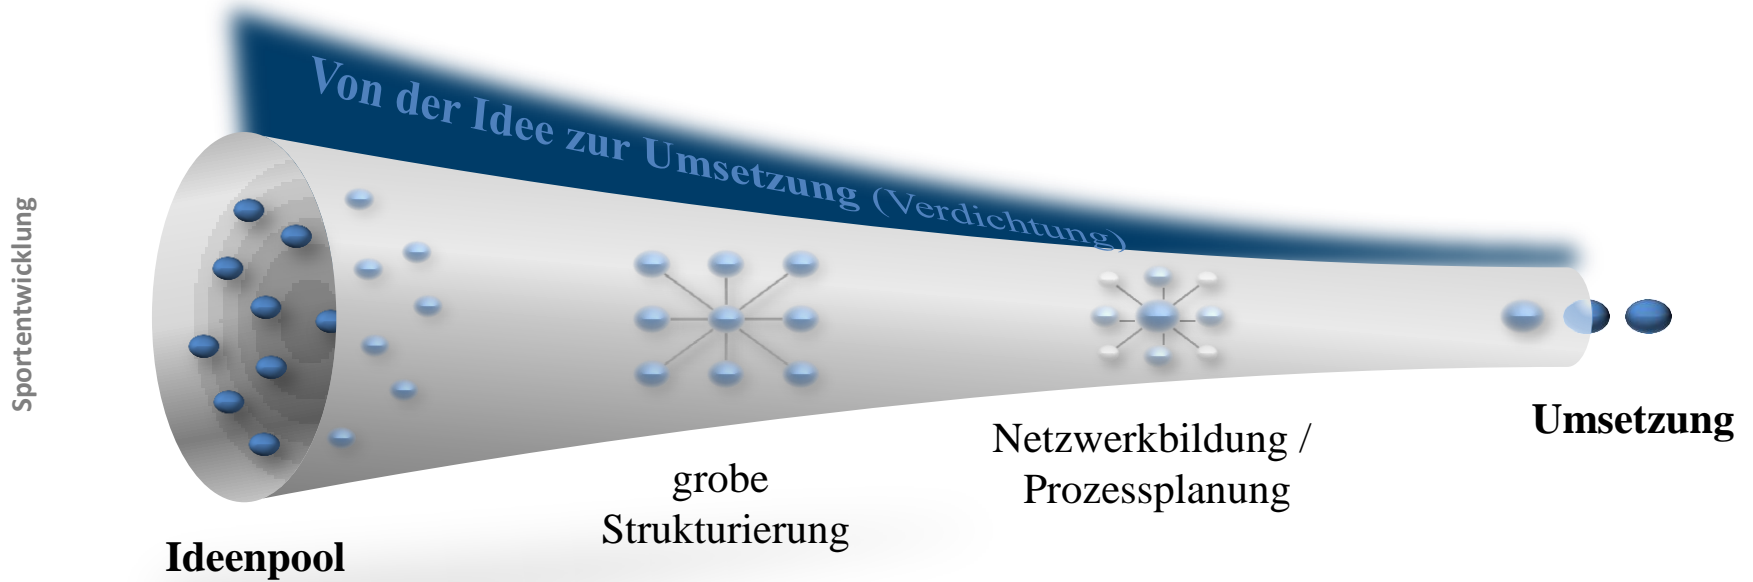 Sportentwicklung
Von der Idee zur Umsetzung (Verdichtung)
Ideenpool
grobe
Strukturierung
Netzwerkbildung /
Prozessplanung
Umsetzung